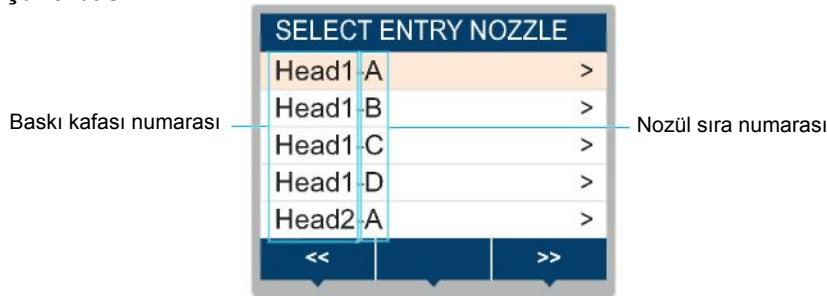 SELECT ENTRY NOZZLE
Head1-A >
Head1-B >
Head1-C >
Head1-D >
Head2-A >
<< >>
Baskı kafası numarası
Nozül sıra numarası